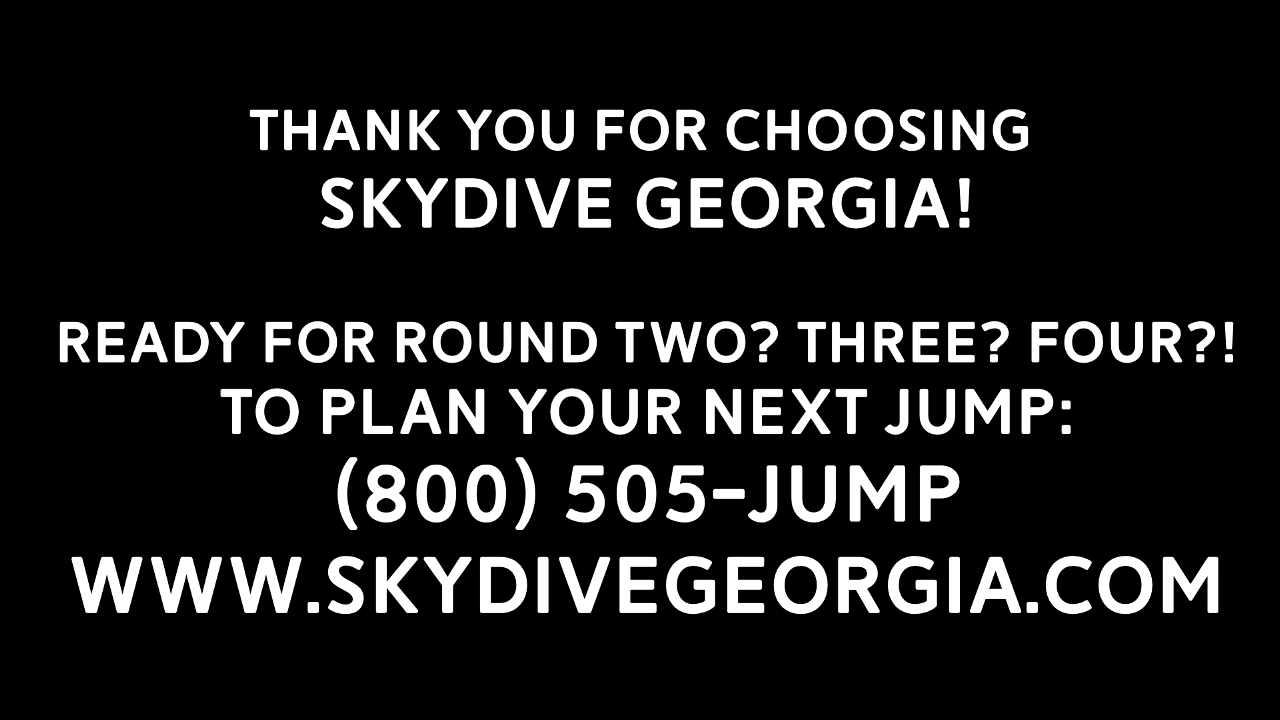 THANK YOU FOR CHOOSING
SKYDIVE GEORGIA!
READY FOR ROUND TWO? THREE? FOUR?!
TO PLAN YOUR NEXT JUMP:
(800) 505-JUMP
WWW.SKYDIVEGEORGIA.COM